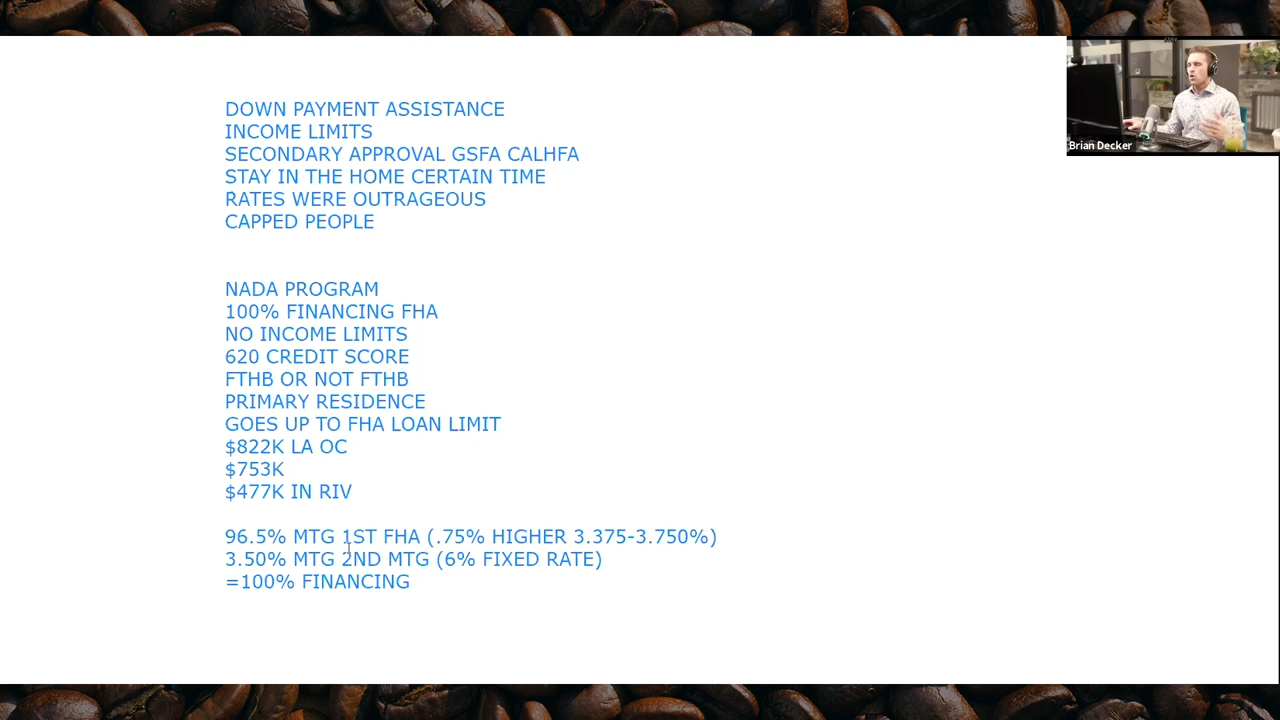 DOWN PAYMENT ASSISTANCE
INCOME LIMITS
SECONDARY APPROVAL GSFA CALHFA
STAY IN THE HOME CERTAIN TIME
RATES WERE OUTRAGEOUS
CAPPED PEOPLE
NADA PROGRAM
100% FINANCING FHA
NO INCOME LIMITS
620 CREDIT SCORE
FTHB OR NOT FTHB
PRIMARY RESIDENCE
GOES UP TO FHA LOAN LIMIT
$822K LA OC
$753K
$477K IN RIV
96.5% MTG 1ST FHA (.75% HIGHER 3.375-3.750%)
3.50% MTG 2ND MTG (6% FIXED RATE)
=100% FINANCING
Brian Decker